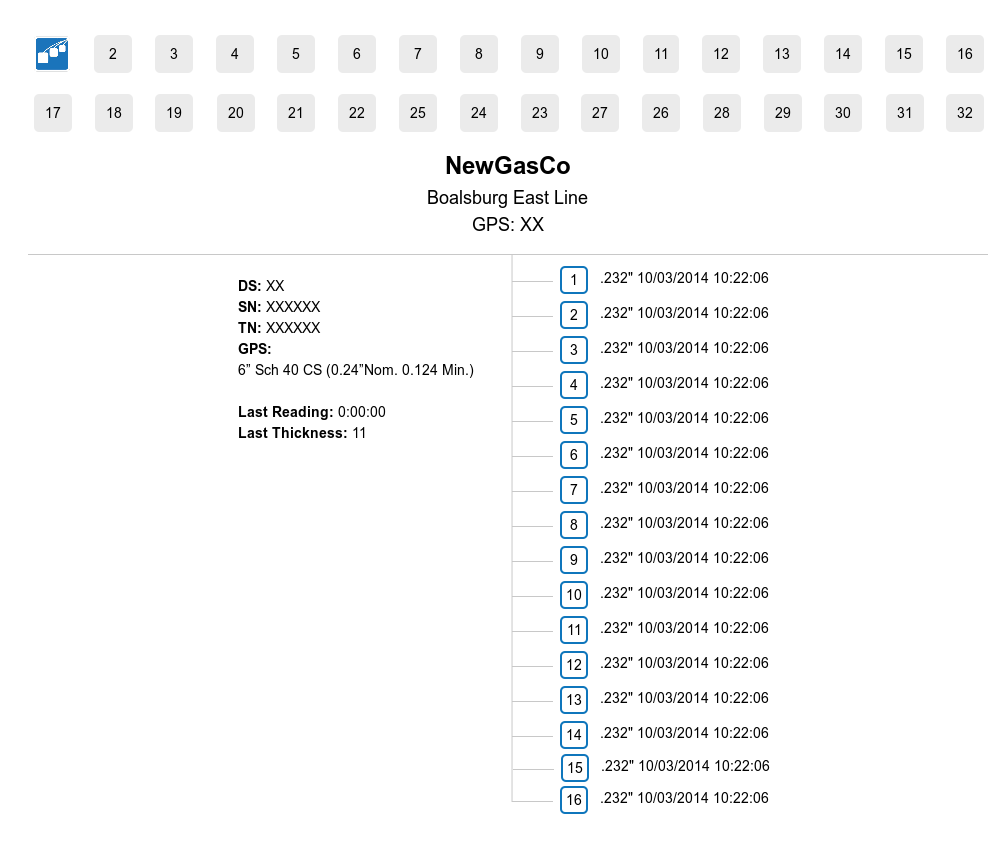 2 3 4 5 6 7 8 9 10 11 12 13 14 15 16
17 18 19 20 21 22 25 24 23 27 26 28 29 30 31 32
NewGasCo
Boalsburg East Line
GPS: XX
DS: XX
SN: XXXXXX
TN: XXXXXX
GPS:
6” Sch 40 CS (0.24”Nom. 0.124 Min.)
Last Reading: 0:00:00
Last Thickness: 11
1 .232" 10/03/2014 10:22:06
2 .232" 10/03/2014 10:22:06
3 .232" 10/03/2014 10:22:06
4 .232" 10/03/2014 10:22:06
5 .232" 10/03/2014 10:22:06
6 .232" 10/03/2014 10:22:06
7 .232" 10/03/2014 10:22:06
8 .232" 10/03/2014 10:22:06
9 .232" 10/03/2014 10:22:06
10 .232" 10/03/2014 10:22:06
11 .232" 10/03/2014 10:22:06
12 .232" 10/03/2014 10:22:06
13 .232" 10/03/2014 10:22:06
14 .232" 10/03/2014 10:22:06
15 .232" 10/03/2014 10:22:06
16 .232" 10/03/2014 10:22:06